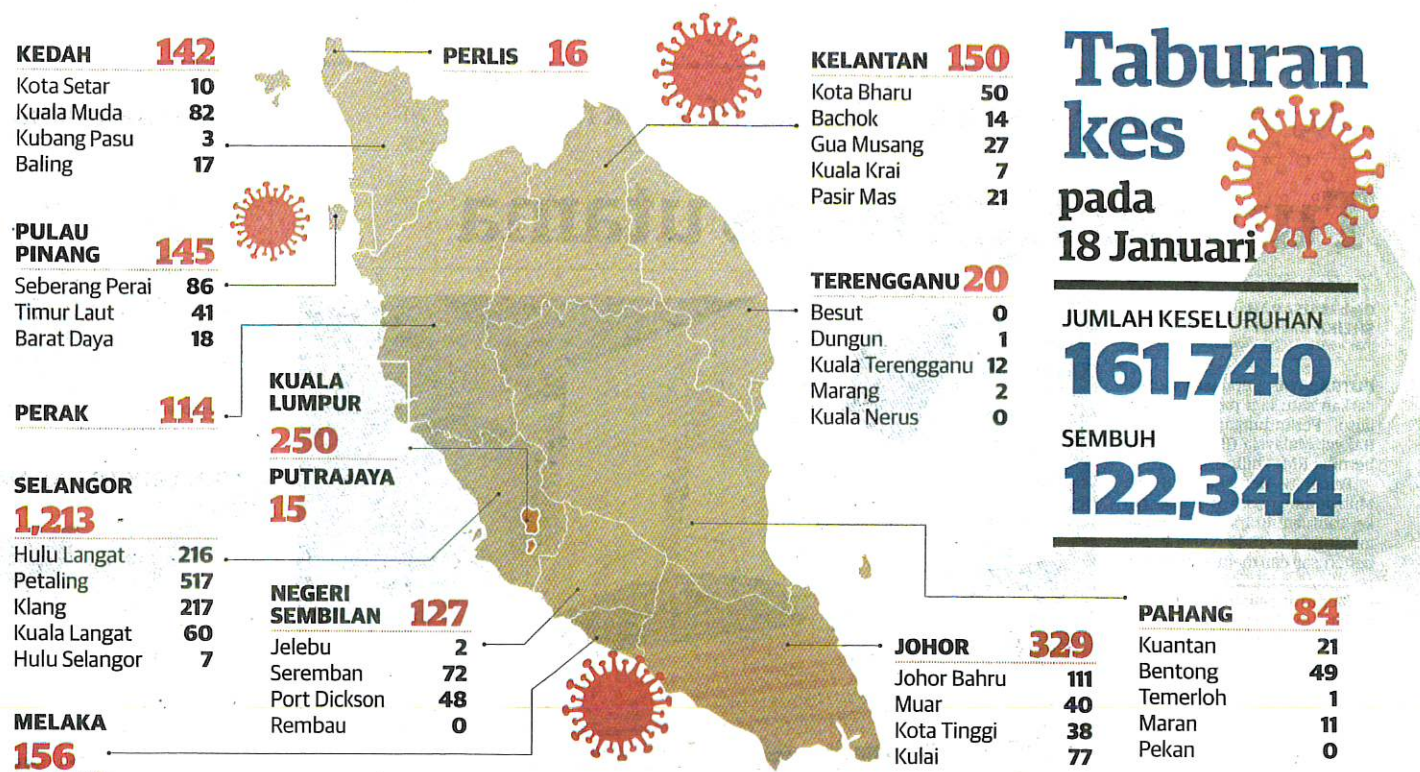 KEDAH 142
Kota Setar 10
Kuala Muda 82
Kubang Pasu 3
Baling 17
PULAU
PINANG 145
Seberang Perai 86
Timur Laut 41
Barat Daya 18
PERAK 114
SELANGOR
1,213
Hulu Langat 216
Petaling 517
Klang 217
Kuala Langat 60
Hulu Selangor 7
MELAKA
156
PERLIS 16
KUALA
LUMPUR
250
PUTRAJAYA
15
NEGERI
SEMBILAN 127
Jelebu 2
Seremban 72
Port Dickson 48
Rembau 0
KELANTAN 150
Kota Bharu 50
Bachok 14
Gua Musang 27
Kuala Krai 7
Pasir Mas 21
TERENGGANU 20
Besut 0
Dungun 1
Kuala Terengganu 12
Marang 2
Kuala Nerus 0
JOHOR 329
Johor Bahru 111
Muar 40
Kota Tinggi 38
Kulai 77
Taburan
kes
pada
18 Januari
JUMLAH KESELURUHAN
161,740
SEMBUH
122,344
PAHANG 84
Kuantan 21
Bentong 49
Temerloh 1
Maran 11
Pekan 0